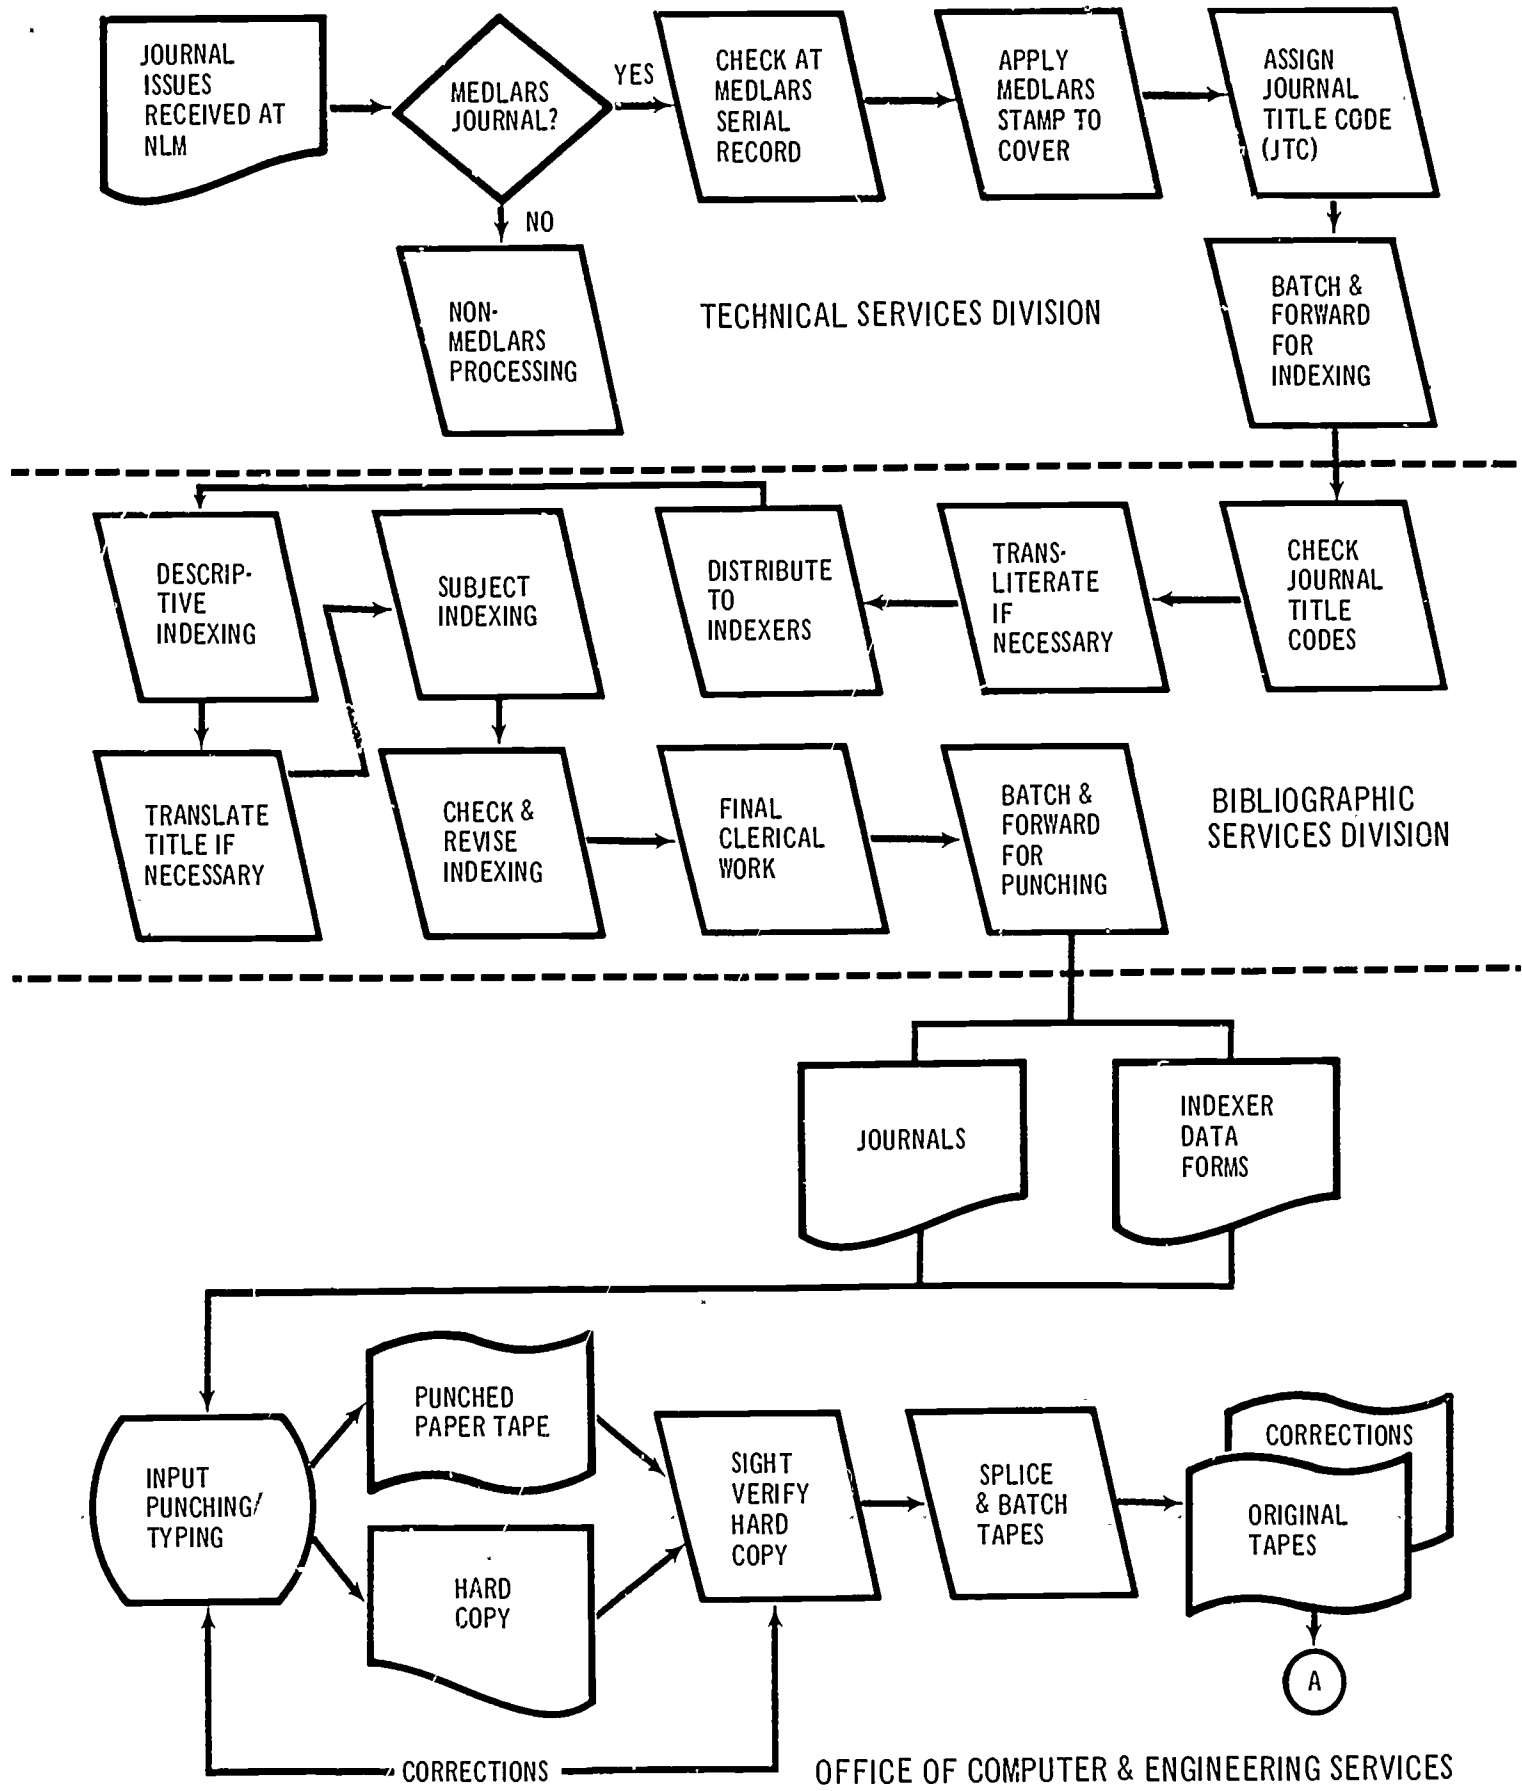 JOURNAL
ISSUES
RECEIVED AT
NLM
MEDLARS
JOURNAL?
YES
CHECK AT
MEDLARS
SERIAL
RECORD
APPLY
MEDLARS
STAMP TO
COVER
ASSIGN
JOURNAL
TITLE CODE
(JTC)
NO
NON-
MEDLARS
PROCESSING
TECHNICAL SERVICES DIVISION
BATCH &
FORWARD
FOR
INDEXING
DESCRIP-
TIVE
INDEXING
SUBJECT
INDEXING
DISTRIBUTE
TO
INDEXERS
TRANS-
LITERATE
IF
NECESSARY
CHECK
JOURNAL
TITLE
CODES
TRANSLATE
TITLE IF
NECESSARY
CHECK &
REVISE
INDEXING
FINAL
CLERICAL
WORK
BATCH &
FORWARD
FOR
PUNCHING
BIBLIOGRAPHIC
SERVICES DIVISION
JOURNALS
INDEXER
DATA
FORMS
INPUT
PUNCHING/
TYPING
PUNCHED
PAPER TAPE
HARD
COPY
SIGHT
VERIFY
HARD
COPY
SPLICE
& BATCH
TAPES
CORRECTIONS
ORIGINAL
TAPES
A
CORRECTIONS
OFFICE OF COMPUTER & ENGINEERING SERVICES